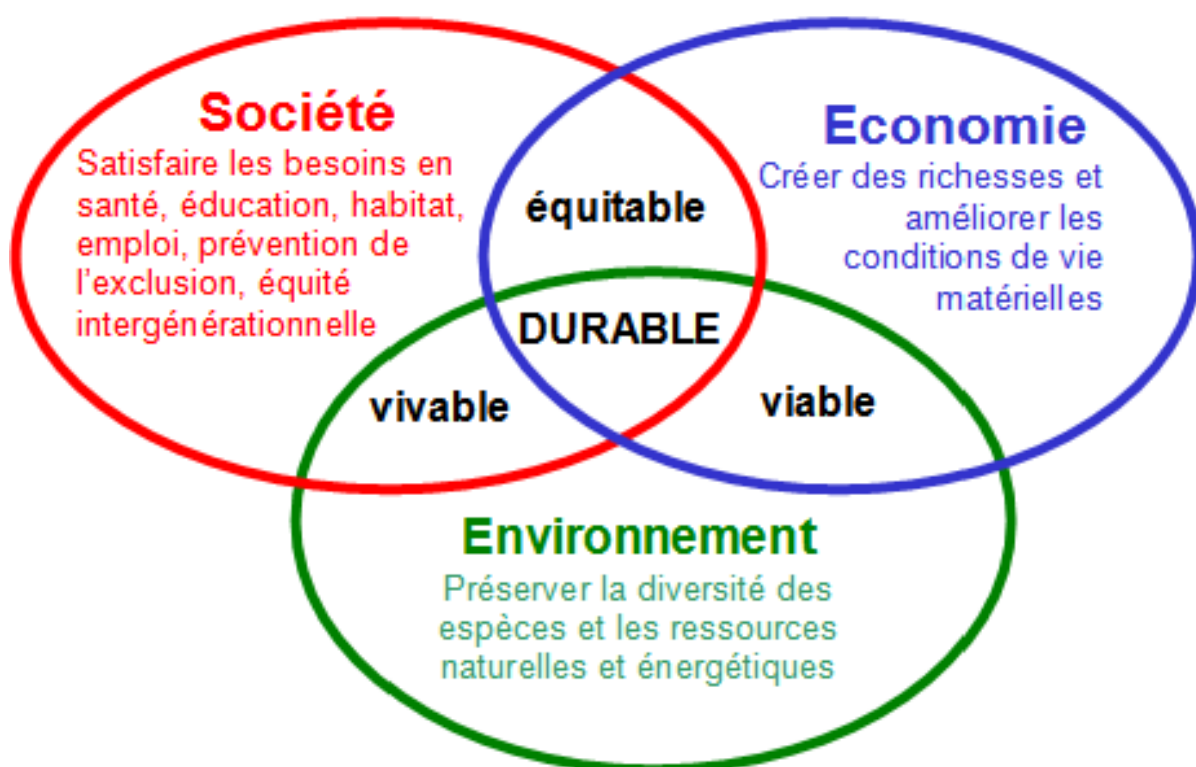 Société
Satisfaire les besoins en
santé, éducation, habitat,
emploi, prévention de
l'exclusion, équité
intergénérationnelle
Economie
Créer des richesses et
améliorer les
conditions de vie
matérielles
équitable
DURABLE
vivable
viable
Environnement
Préserver la diversité des
espèces et les ressources
naturelles et énergétiques